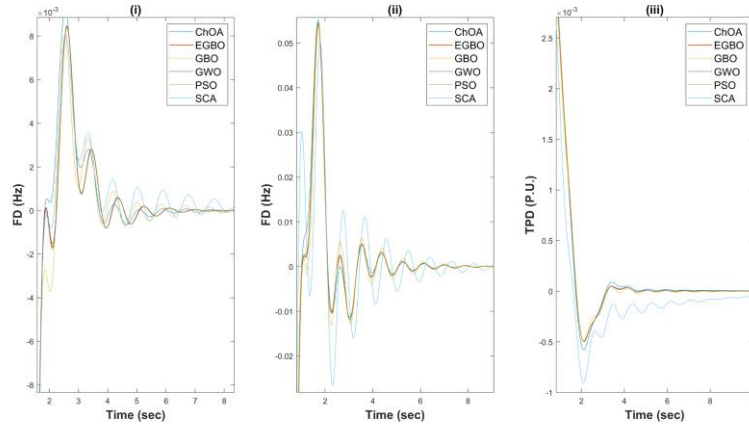 (i)
×10⁻³
8
6
4
2
0
-2
-4
-6
-8
2 3 4 5 6 7 8
FD (Hz)
Time (sec)
ChOA
EGBO
GBO
GWO
PSO
SCA
(ii)
0.05
0.04
0.03
0.02
0.01
0
-0.01
-0.02
2 4 6 8
FD (Hz)
Time (sec)
ChOA
EGBO
GBO
GWO
PSO
SCA
(iii)
×10⁻³
2.5
2
1.5
1
0.5
0
-0.5
-1
2 4 6 8
TPD (P.U.)
Time (sec)
ChOA
EGBO
GBO
GWO
PSO
SCA